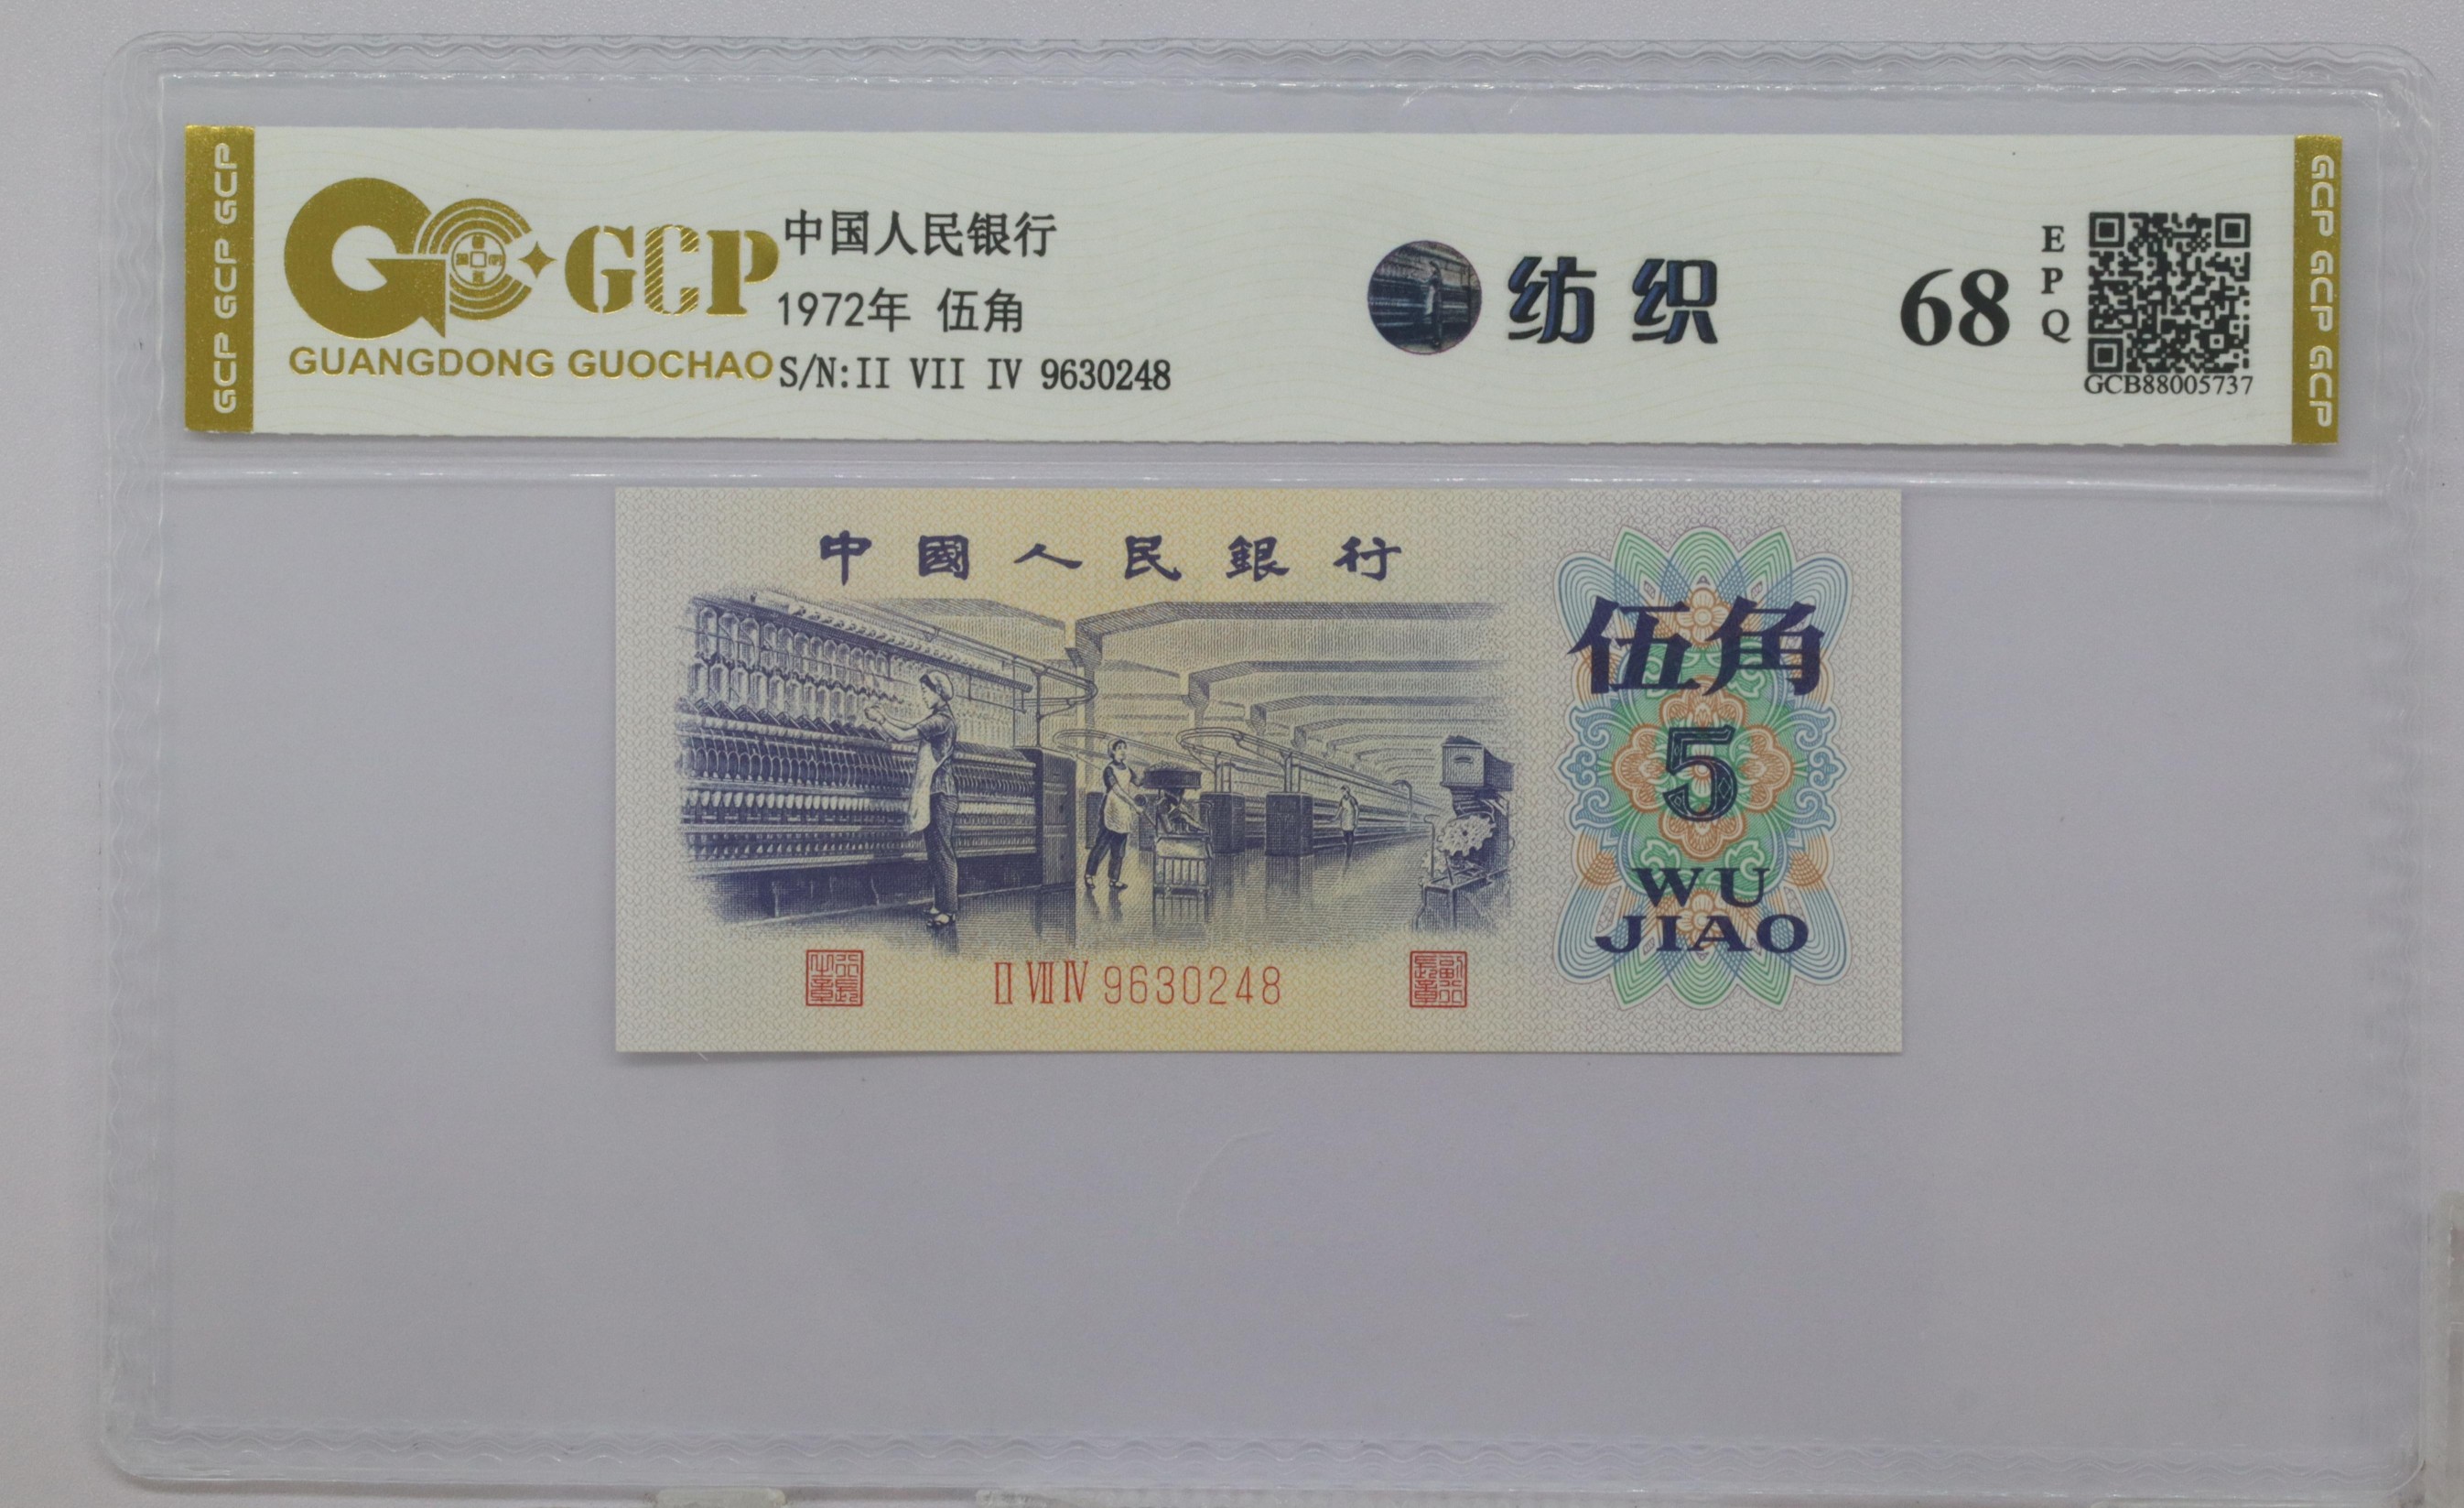 GCP GCP GCP
GCP
GUANGDONG GUOCHAO
中国人民银行
1972年 伍角
S/N:II VII IV 9630248
纺织
68
EPQ
GCB88005737
GCP GCP GCP
中國人民銀行
伍角
5
WU
JIAO
II VII IV 9630248